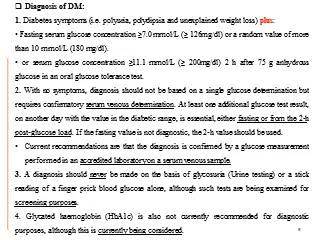 ❑ Diagnosis of DM:
1. Diabetes symptoms (i.e. polyuria, polydipsia and unexplained weight loss) plus:
• Fasting serum glucose concentration ≥7.0 mmol/L (≥ 126mg/dl) or a random value of more
than 10 mmol/L (180 mg/dl).
• or serum glucose concentration ≥11.1 mmol/L (≥ 200mg/dl) 2 h after 75 g anhydrous
glucose in an oral glucose tolerance test.
2. With no symptoms, diagnosis should not be based on a single glucose determination but
requires confirmatory serum venous determination. At least one additional glucose test result,
on another day with the value in the diabetic range, is essential, either fasting or from the 2-h
post-glucose load. If the fasting value is not diagnostic, the 2-h value should be used.
• Current recommendations are that the diagnosis is confirmed by a glucose measurement
performed in an accredited laboratory on a serum venous sample.
3. A diagnosis should never be made on the basis of glycosuria (Urine testing) or a stick
reading of a finger prick blood glucose alone, although such tests are being examined for
screening purposes.
4. Glycated haemoglobin (HbA1c) is also not currently recommended for diagnostic
purposes, although this is currently being considered.